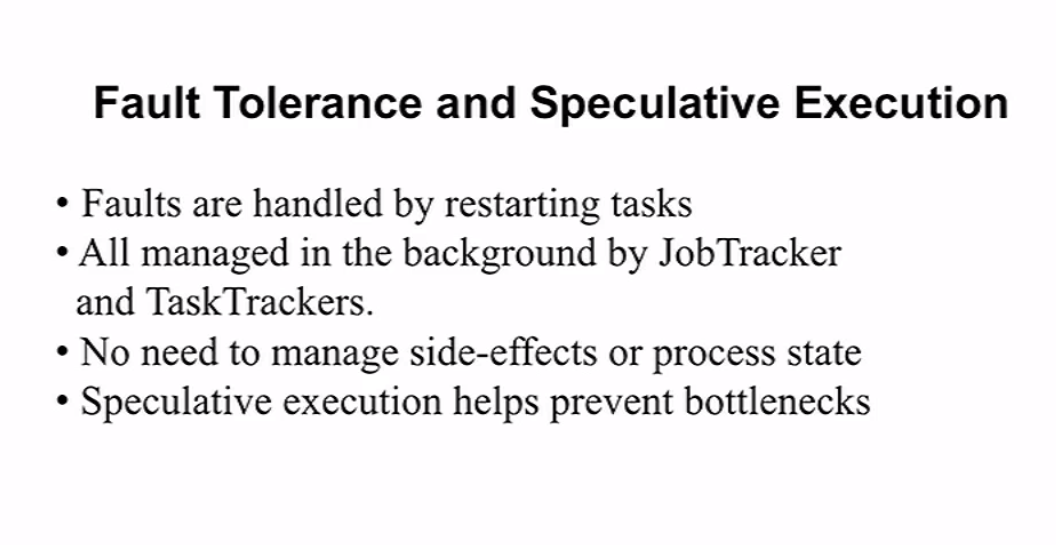 Fault Tolerance and Speculative Execution
• Faults are handled by restarting tasks
• All managed in the background by JobTracker
and TaskTrackers.
• No need to manage side-effects or process state
• Speculative execution helps prevent bottlenecks